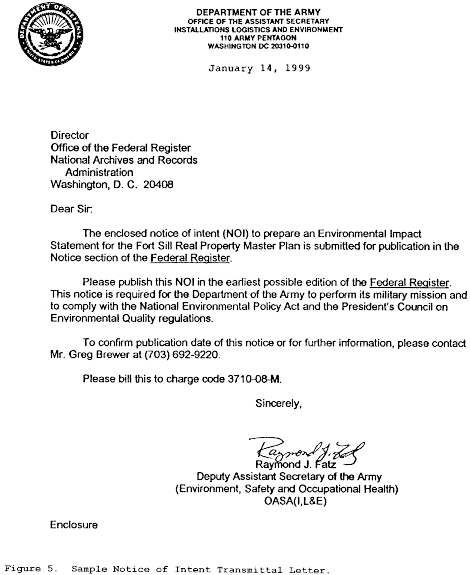 DEPARTMENT OF THE ARMY
OFFICE OF THE ASSISTANT SECRETARY
INSTALLATIONS LOGISTICS AND ENVIRONMENT
110 ARMY PENTAGON
WASHINGTON DC 20310-0110
January 14, 1999
Director
Office of the Federal Register
National Archives and Records
Administration
Washington, D. C. 20408
Dear Sir:
The enclosed notice of intent (NOI) to prepare an Environmental Impact
Statement for the Fort Sill Real Property Master Plan is submitted for publication in the
Notice section of the Federal Register.
Please publish this NOI in the earliest possible edition of the Federal Register.
This notice is required for the Department of the Army to perform its military mission and
to comply with the National Environmental Policy Act and the President's Council on
Environmental Quality regulations.
To confirm publication date of this notice or for further information, please contact
Mr. Greg Brewer at (703) 692-9220.
Please bill this to charge code 3710-08-M.
Sincerely,
Raymond J. Fatz
Raymond J. Fatz
Deputy Assistant Secretary of the Army
(Environment, Safety and Occupational Health)
OASA(I,L&E)
Enclosure
Figure 5. Sample Notice of Intent Transmittal Letter.